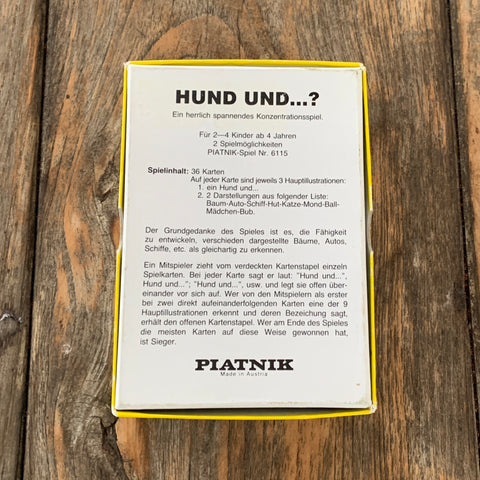 HUND UND...?
Ein herrlich spannendes Konzentrationsspiel.
Für 2—4 Kinder ab 4 Jahren
2 Spielmöglichkeiten
PIATNIK-Spiel Nr. 6115
Spielinhalt: 36 Karten
Auf jeder Karte sind jeweils 3 Hauptillustrationen:
1. ein Hund und...
2. 2 Darstellungen aus folgender Liste:
Baum-Auto-Schiff-Hut-Katze-Mond-Ball-
Mädchen-Bub.
Der Grundgedanke des Spieles ist es, die Fähigkeit
zu entwickeln, verschieden dargestellte Bäume, Autos,
Schiffe, etc. als gleichartig zu erkennen.
Ein Mitspieler zieht vom verdeckten Kartenstapel einzeln
Spielkarten. Bei jeder Karte sagt er laut: "Hund und...",
Hund und..."; "Hund und...", usw. und legt sie offen über-
einander vor sich auf. Wer von den Mitspielern als erster
bei zwei direkt aufeinanderfolgenden Karten eine der 9
Hauptillustrationen erkennt und deren Bezeichnung sagt,
erhält den offenen Kartenstapel. Wer am Ende des Spieles
die meisten Karten auf diese Weise gewonnen hat,
ist Sieger.
PIATNIK
Made in Austria